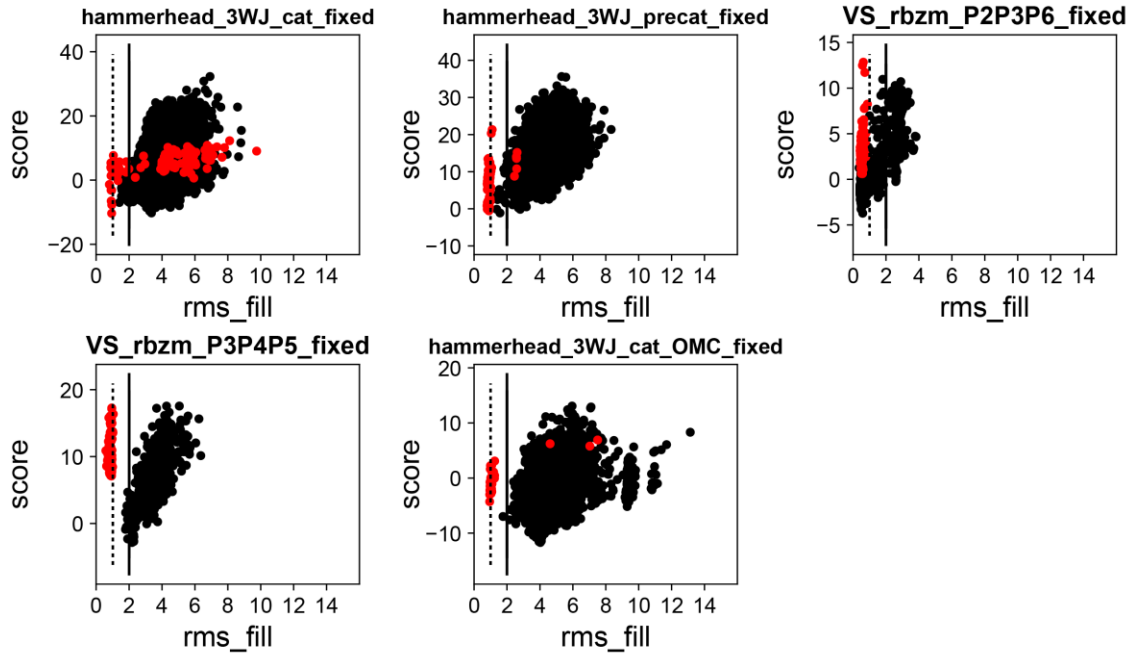 hammerhead_3WJ_cat_fixed
score
40
20
0
−20
0 2 4 6 8 10 12 14
rms_fill
hammerhead_3WJ_precat_fixed
score
40
30
20
10
0
−10
0 2 4 6 8 10 12 14
rms_fill
VS_rbzm_P2P3P6_fixed
score
15
10
5
0
−5
0 2 4 6 8 10 12 14
rms_fill
VS_rbzm_P3P4P5_fixed
score
20
10
0
0 2 4 6 8 10 12 14
rms_fill
hammerhead_3WJ_cat_OMC_fixed
score
20
10
0
−10
0 2 4 6 8 10 12 14
rms_fill